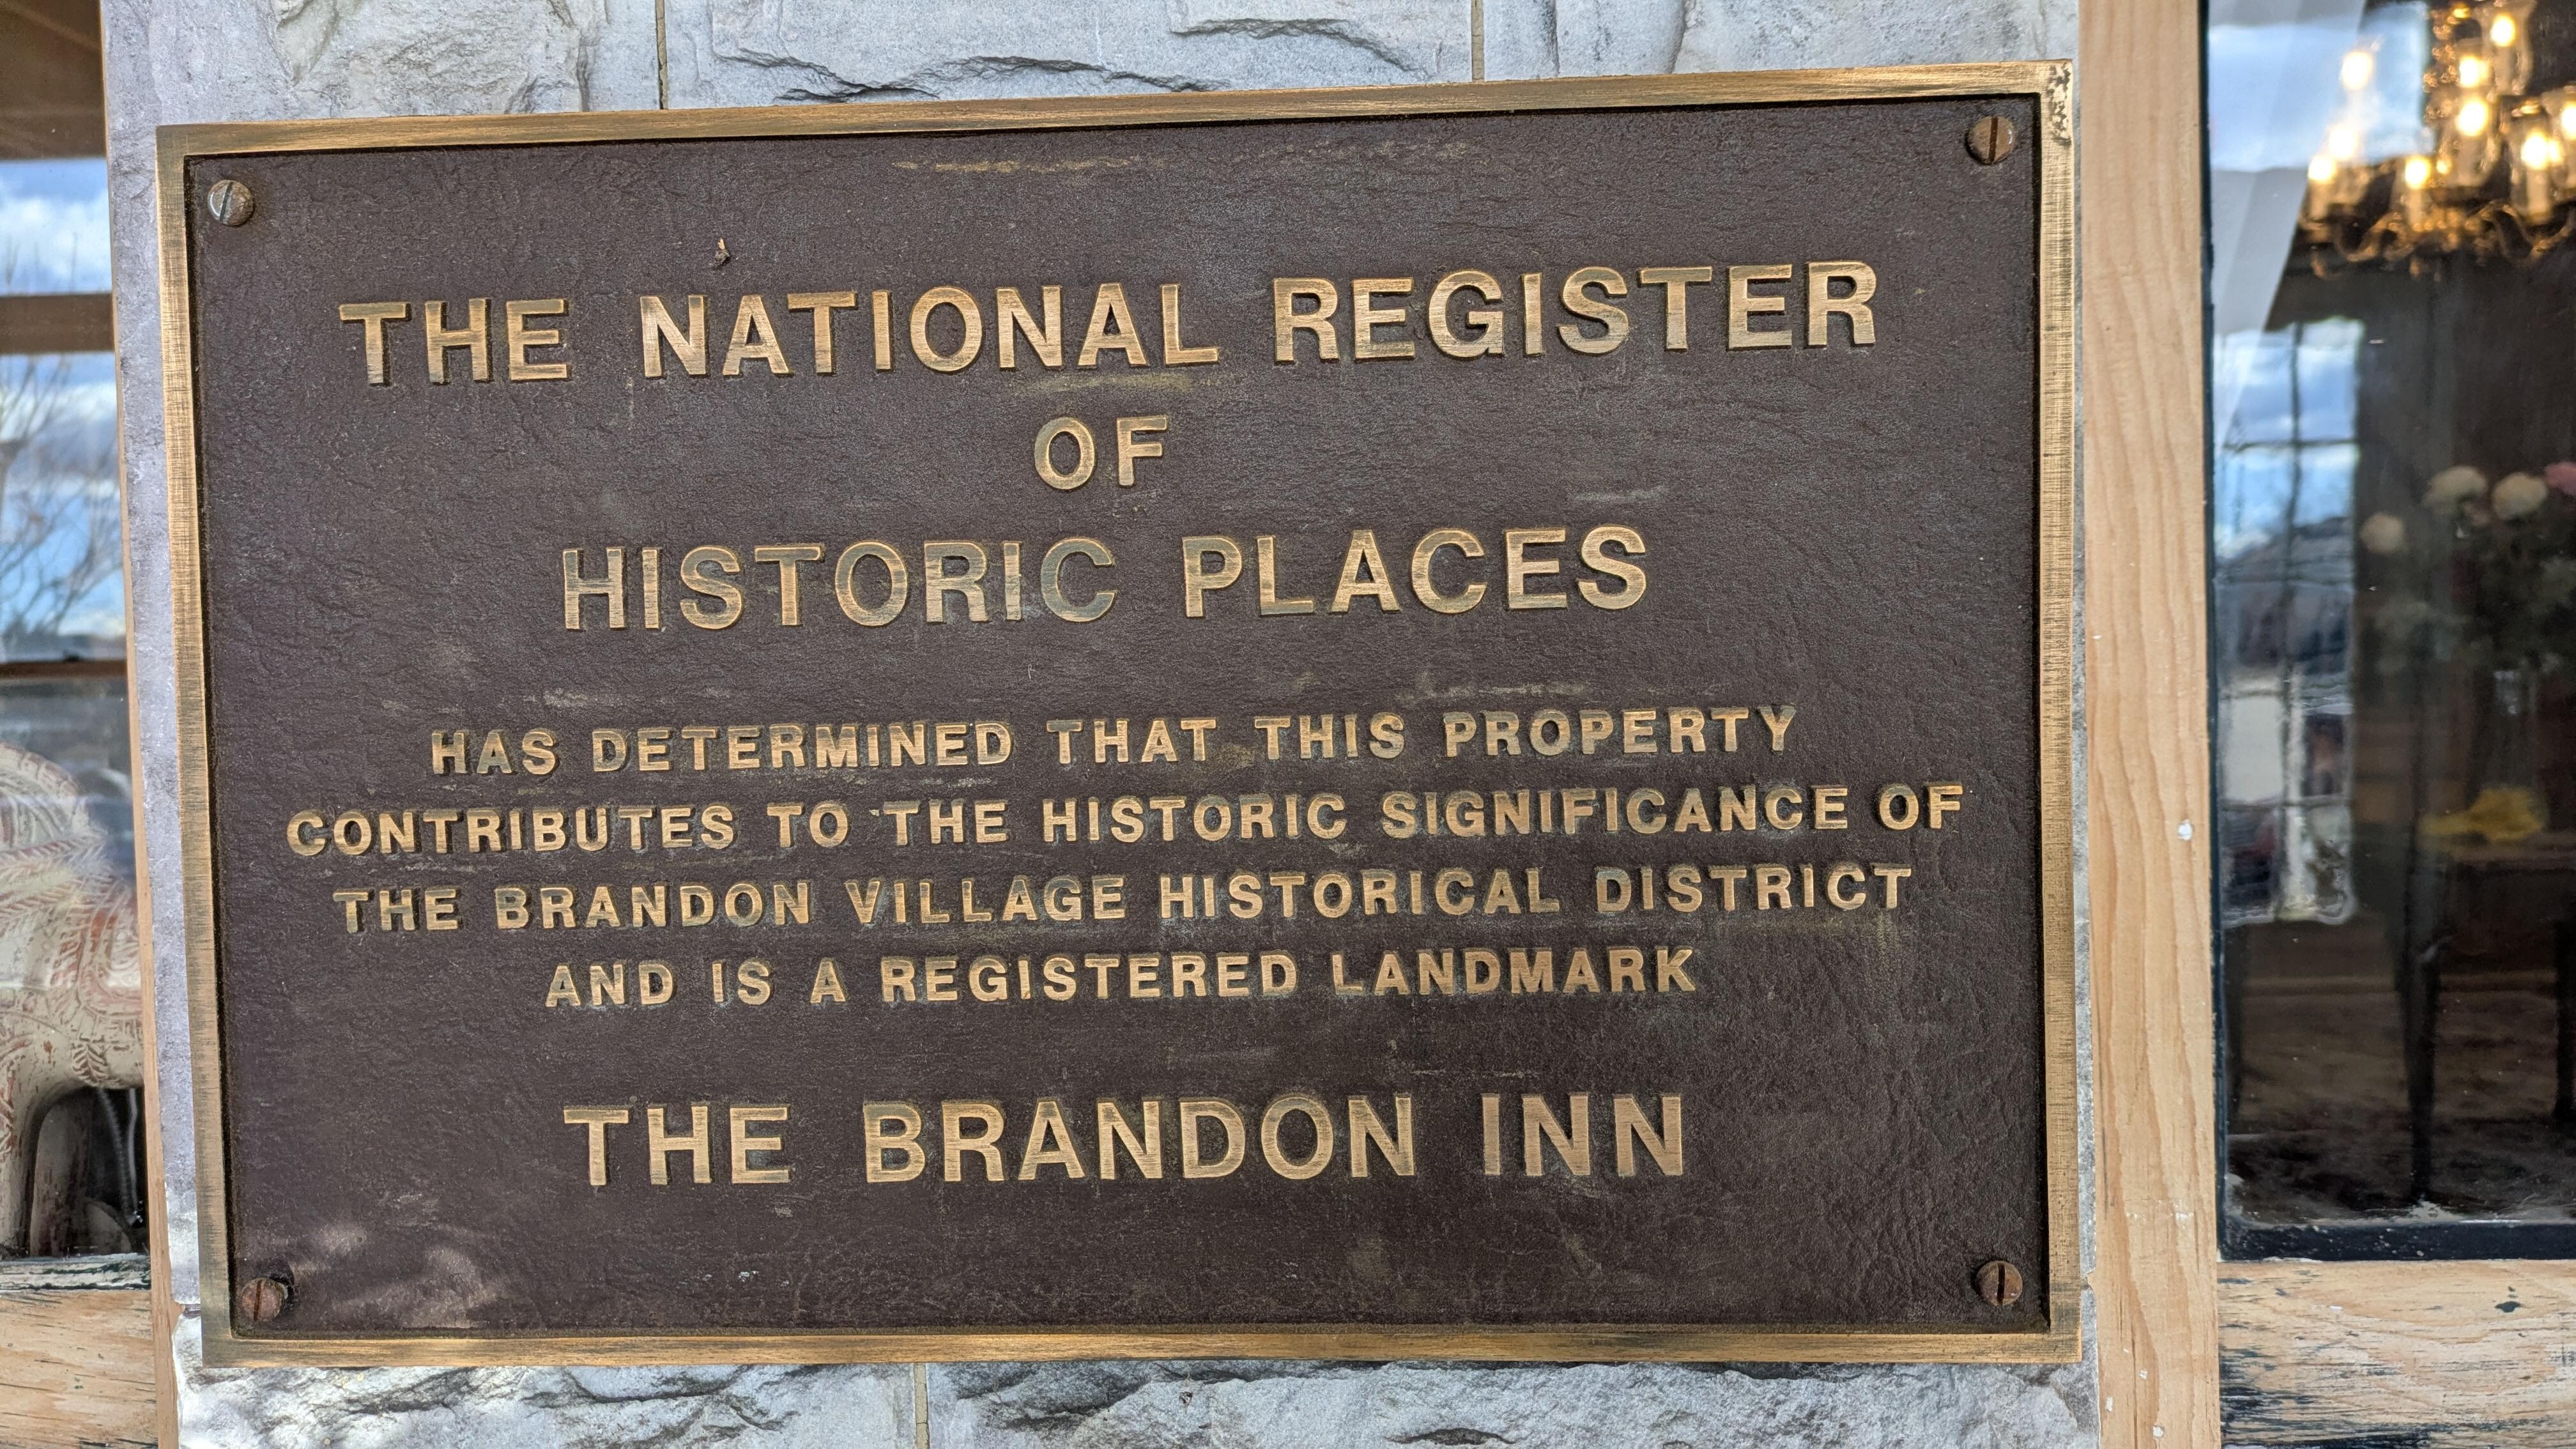 THE NATIONAL REGISTER
OF
HISTORIC PLACES
HAS DETERMINED THAT THIS PROPERTY
CONTRIBUTES TO THE HISTORIC SIGNIFICANCE OF
THE BRANDON VILLAGE HISTORICAL DISTRICT
AND IS A REGISTERED LANDMARK
THE BRANDON INN